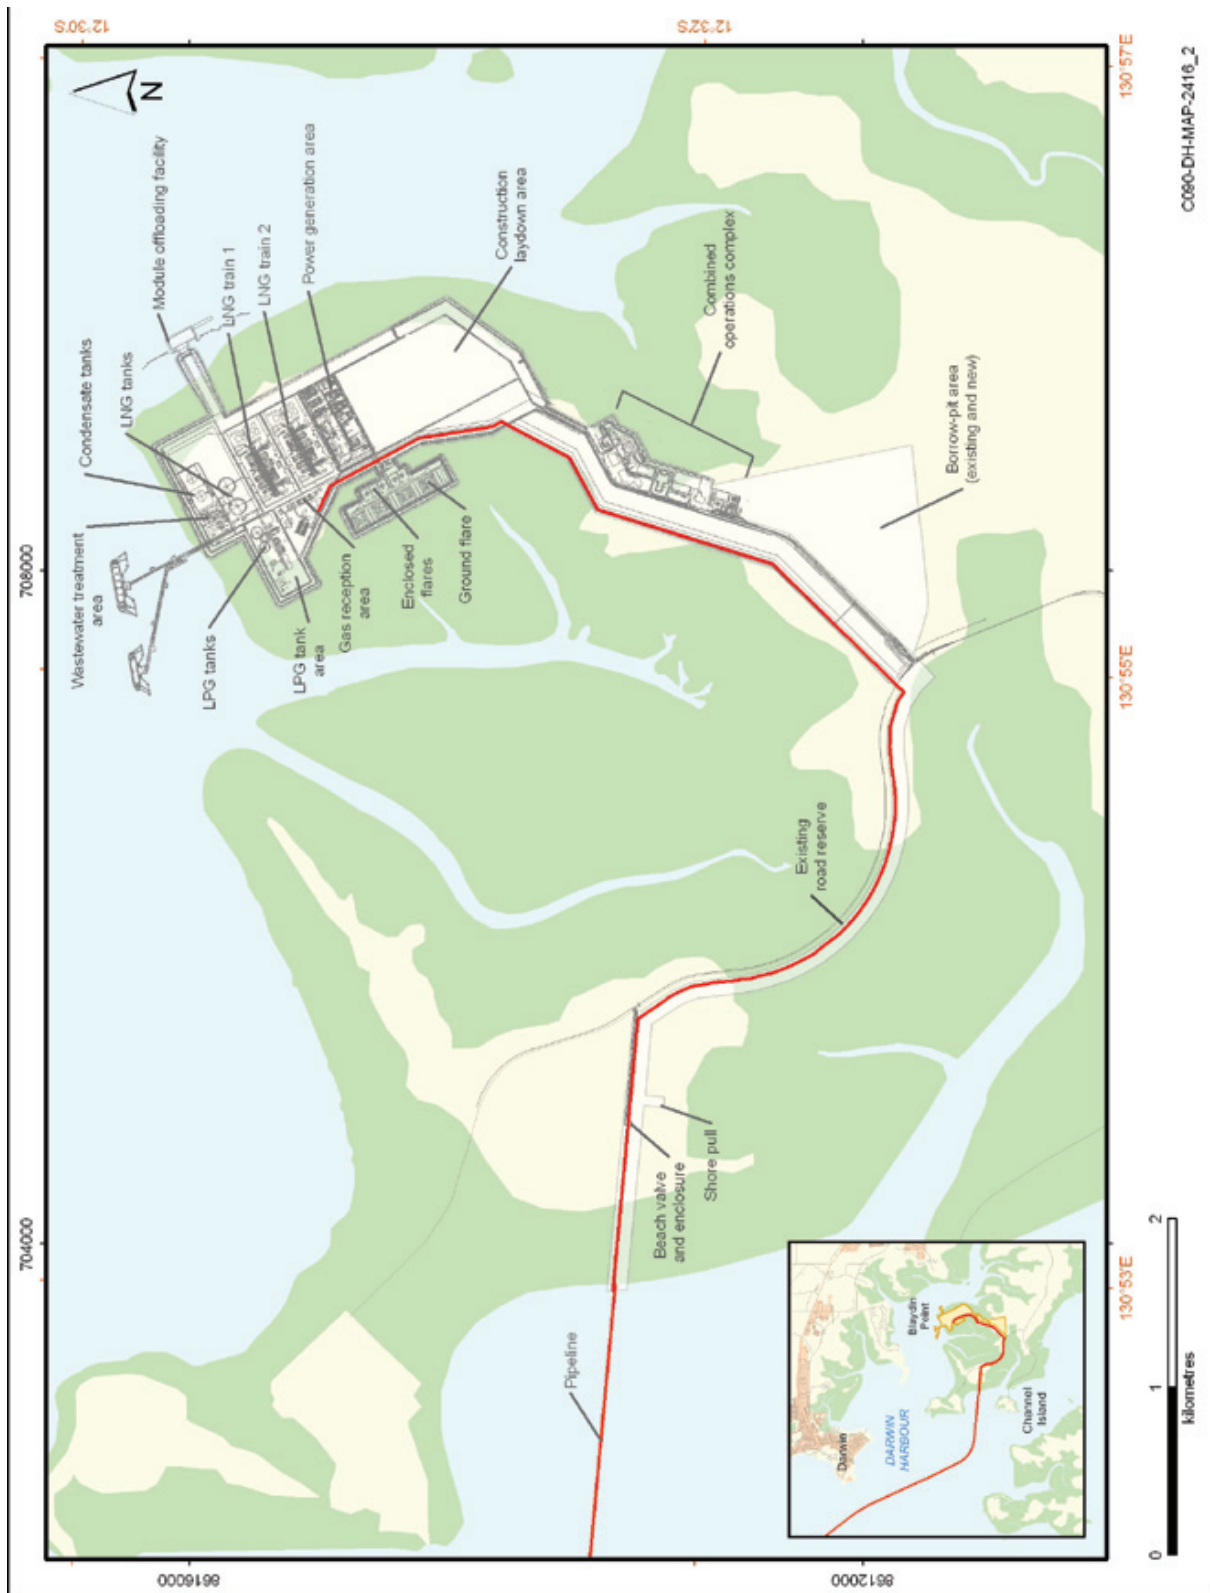 12°30'S
12°32'S
130°57'E
130°55'E
130°53'E
708000
704000
8616000
8612000
N
Module offloading facility
Condensate tanks
LNG tanks
LNG train 1
LNG train 2
Power generation area
Construction
laydown area
Wastewater treatment
area
LPG tanks
LPG tank
area
Gas reception
area
Enclosed
flares
Ground flare
Combined
operations complex
Borrow-pit area
(existing and new)
Existing
road reserve
Beach valve
and enclosure
Shore pull
Pipeline
Darwin
DARWIN
HARBOUR
Blaydin
Point
Channel
Island
0
1
2
kilometres
C090-DH-MAP-2416_2